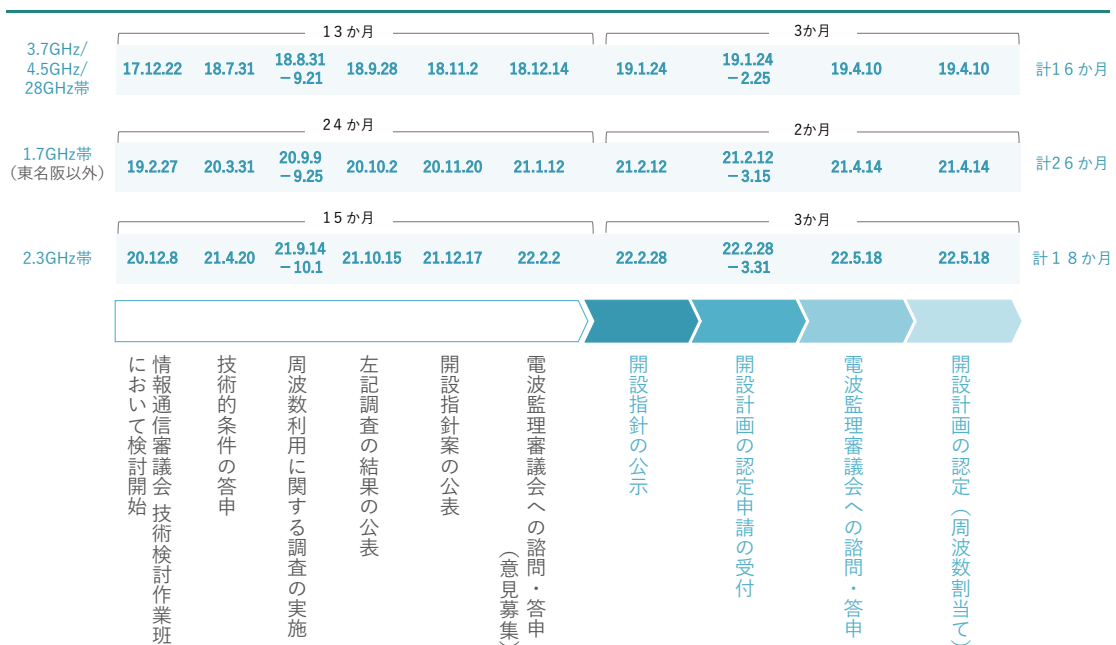 13か月
3か月
3.7GHz/
4.5GHz/
28GHz帯
17.12.22
18.7.31
18.8.31
－9.21
18.9.28
18.11.2
18.12.14
19.1.24
19.1.24
－2.25
19.4.10
19.4.10
計16か月
24か月
2か月
1.7GHz帯
（東名阪以外）
19.2.27
20.3.31
20.9.9
－9.25
20.10.2
20.11.20
21.1.12
21.2.12
21.2.12
－3.15
21.4.14
21.4.14
計26か月
15か月
3か月
2.3GHz帯
20.12.8
21.4.20
21.9.14
－10.1
21.10.15
21.12.17
22.2.2
22.2.28
22.2.28
－3.31
22.5.18
22.5.18
計18か月
情報通信審議会 技術検討作業班
において検討開始
技術的条件の答申
周波数利用に関する調査の実施
左記調査の結果の公表
開設指針案の公表
電波監理審議会への諮問・答申
（意見募集）
開設指針の公示
開設計画の認定申請の受付
電波監理審議会への諮問・答申
開設計画の認定（周波数割当て）